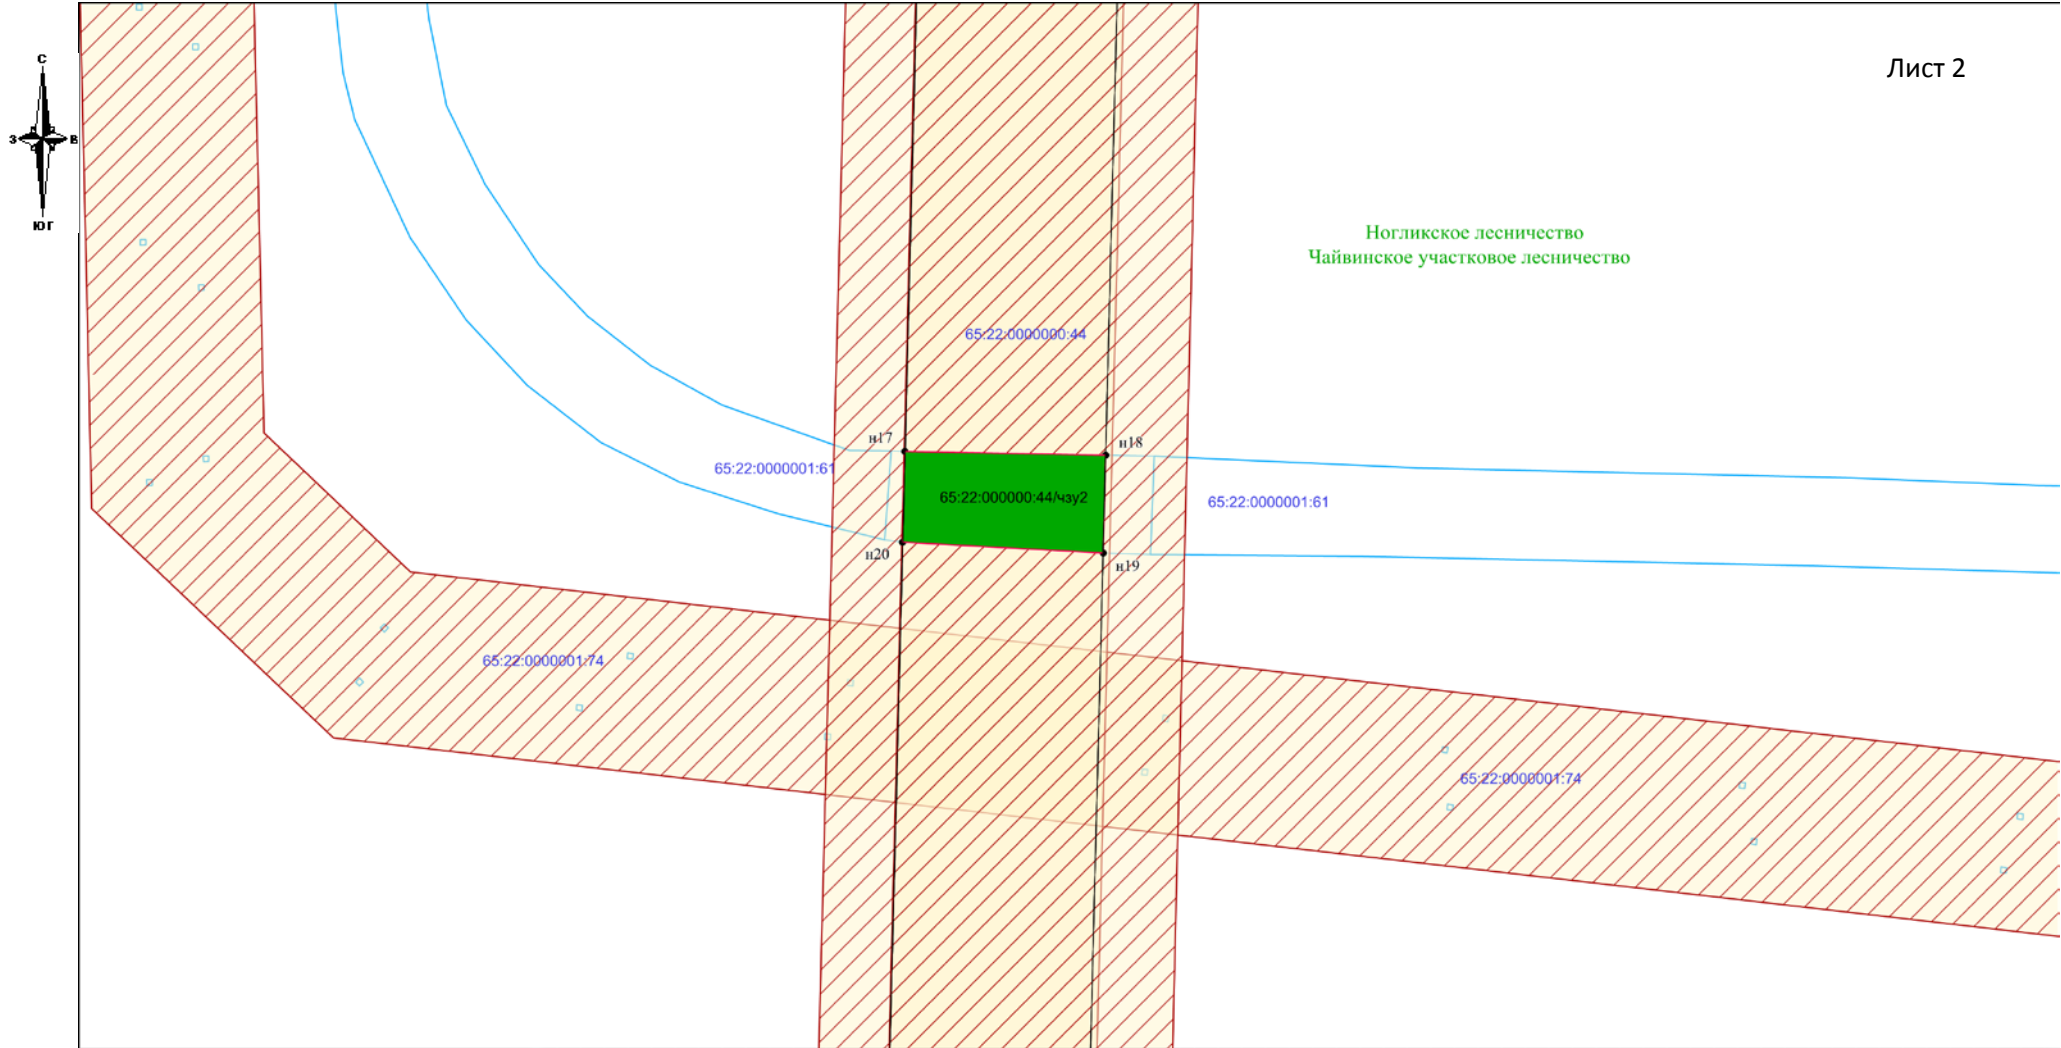 С
З
В
ЮГ
Лист 2
Ногликское лесничество
Чайвинское участковое лесничество
65:22:0000000:44
н17
н18
65:22:0000001:61
65:22:000000:44/чзу2
65:22:0000001:61
н20
н19
65:22:0000001:74
65:22:0000001:74